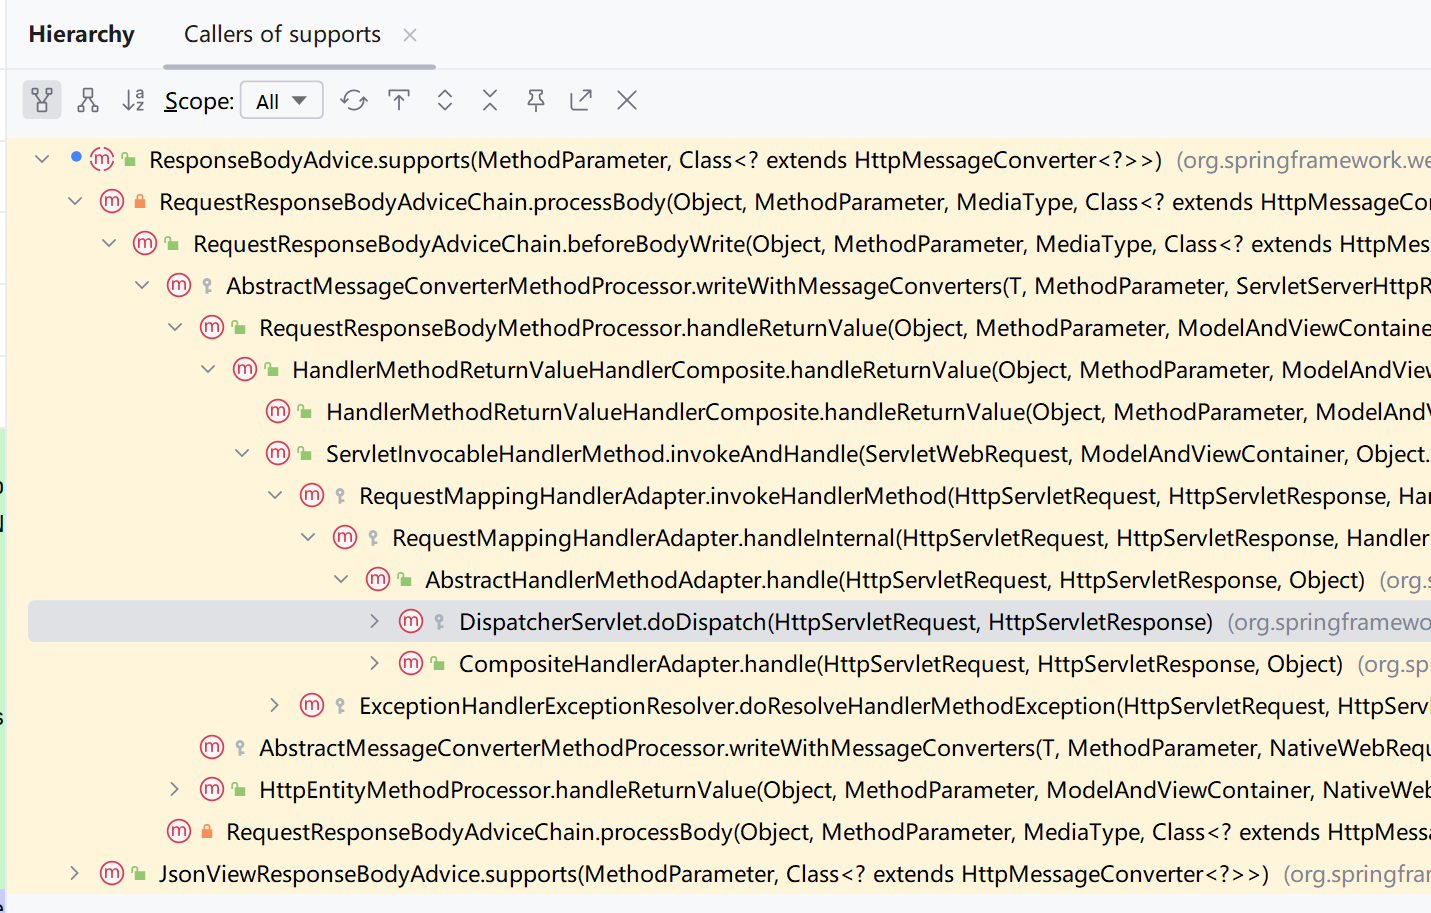 Hierarchy Callers of supports
Scope: All
ResponseBodyAdvice.supports(MethodParameter, Class<? extends HttpMessageConverter<?>>) (org.springframework.we
RequestResponseBodyAdviceChain.processBody(Object, MethodParameter, MediaType, Class<? extends HttpMessageCo
RequestResponseBodyAdviceChain.beforeBodyWrite(Object, MethodParameter, MediaType, Class<? extends HttpMes
AbstractMessageConverterMethodProcessor.writeWithMessageConverters(T, MethodParameter, ServletServerHttpR
RequestResponseBodyMethodProcessor.handleReturnValue(Object, MethodParameter, ModelAndViewContaine
HandlerMethodReturnValueHandlerComposite.handleReturnValue(Object, MethodParameter, ModelAndView
HandlerMethodReturnValueHandlerComposite.handleReturnValue(Object, MethodParameter, ModelAndV
ServletInvocableHandlerMethod.invokeAndHandle(ServletWebRequest, ModelAndViewContainer, Object.
RequestMappingHandlerAdapter.invokeHandlerMethod(HttpServletRequest, HttpServletResponse, Han
RequestMappingHandlerAdapter.handleInternal(HttpServletRequest, HttpServletResponse, Handler
AbstractHandlerMethodAdapter.handle(HttpServletRequest, HttpServletResponse, Object) (org.s
DispatcherServlet.doDispatch(HttpServletRequest, HttpServletResponse) (org.springframewo
CompositeHandlerAdapter.handle(HttpServletRequest, HttpServletResponse, Object) (org.sp
ExceptionHandlerExceptionResolver.doResolveHandlerMethodException(HttpServletRequest, HttpServl
AbstractMessageConverterMethodProcessor.writeWithMessageConverters(T, MethodParameter, NativeWebRequ
HttpEntityMethodProcessor.handleReturnValue(Object, MethodParameter, ModelAndViewContainer, NativeWeb
RequestResponseBodyAdviceChain.processBody(Object, MethodParameter, MediaType, Class<? extends HttpMessa
JsonViewResponseBodyAdvice.supports(MethodParameter, Class<? extends HttpMessageConverter<?>>) (org.springfra